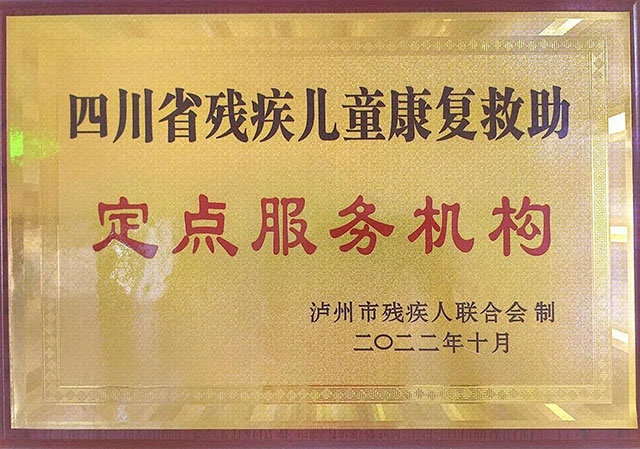 四川省残疾儿童康复救助
定点服务机构
泸州市残疾人联合会 制
二〇二二年十月